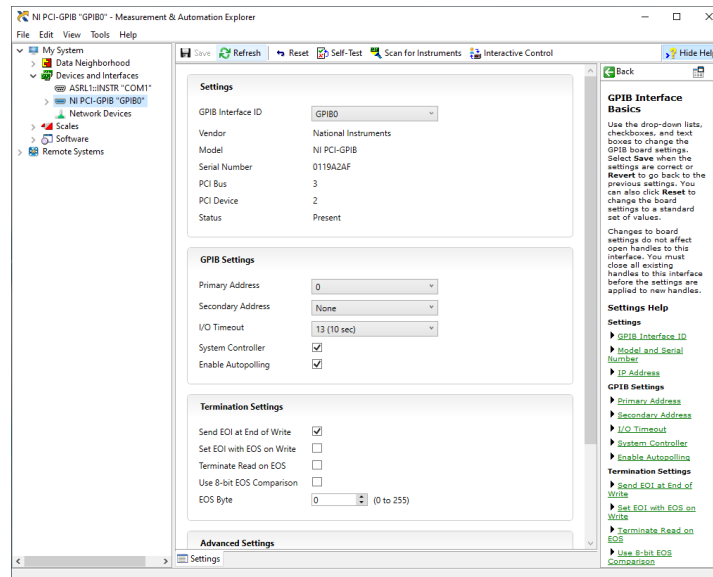 NI PCI-GPIB "GPIB0" - Measurement & Automation Explorer
File Edit View Tools Help
My System
Data Neighborhood
Devices and Interfaces
ASRL1::INSTR "COM1"
NI PCI-GPIB "GPIB0"
Network Devices
Scales
Software
Remote Systems
Save Refresh Reset Self-Test Scan for Instruments Interactive Control Hide Help
Settings
GPIB Interface ID GPIB0
Vendor National Instruments
Model NI PCI-GPIB
Serial Number 0119A2AF
PCI Bus 3
PCI Device 2
Status Present
GPIB Settings
Primary Address 0
Secondary Address None
I/O Timeout 13 (10 sec)
System Controller
Enable Autopolling
Termination Settings
Send EOI at End of Write
Set EOI with EOS on Write
Terminate Read on EOS
Use 8-bit EOS Comparison
EOS Byte 0 (0 to 255)
Advanced Settings
Settings
Back
GPIB Interface
Basics
Use the drop-down lists,
checkboxes, and text
boxes to change the
GPIB board settings.
Select Save when the
settings are correct or
Revert to go back to the
previous settings. You
can also click Reset to
change the board
settings to a standard
set of values.
Changes to board
settings do not affect
open handles to this
interface. You must
close all existing
handles to this interface
before the settings are
applied to new handles.
Settings Help
Settings
GPIB Interface ID
Model and Serial
Number
IP Address
GPIB Settings
Primary Address
Secondary Address
I/O Timeout
System Controller
Enable Autopolling
Termination Settings
Send EOI at End of
Write
Set EOI with EOS on
Write
Terminate Read on
EOS
Use 8-bit EOS
Comparison